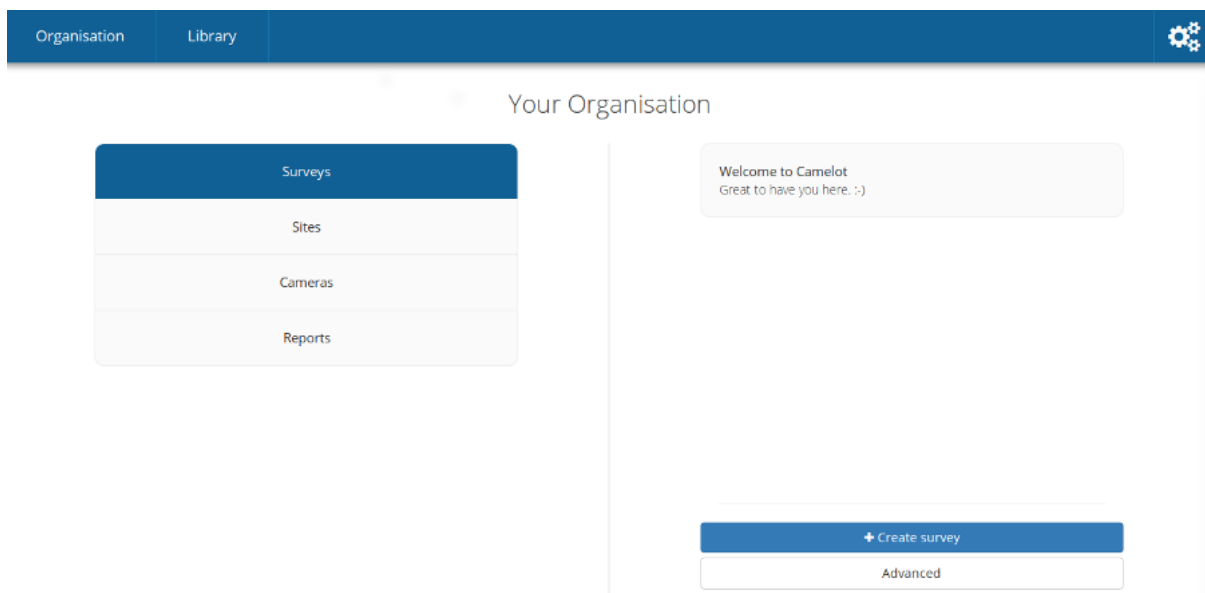 Organisation
Library
Your Organisation
Surveys
Sites
Cameras
Reports
Welcome to Camelot
Great to have you here. :-)
+ Create survey
Advanced